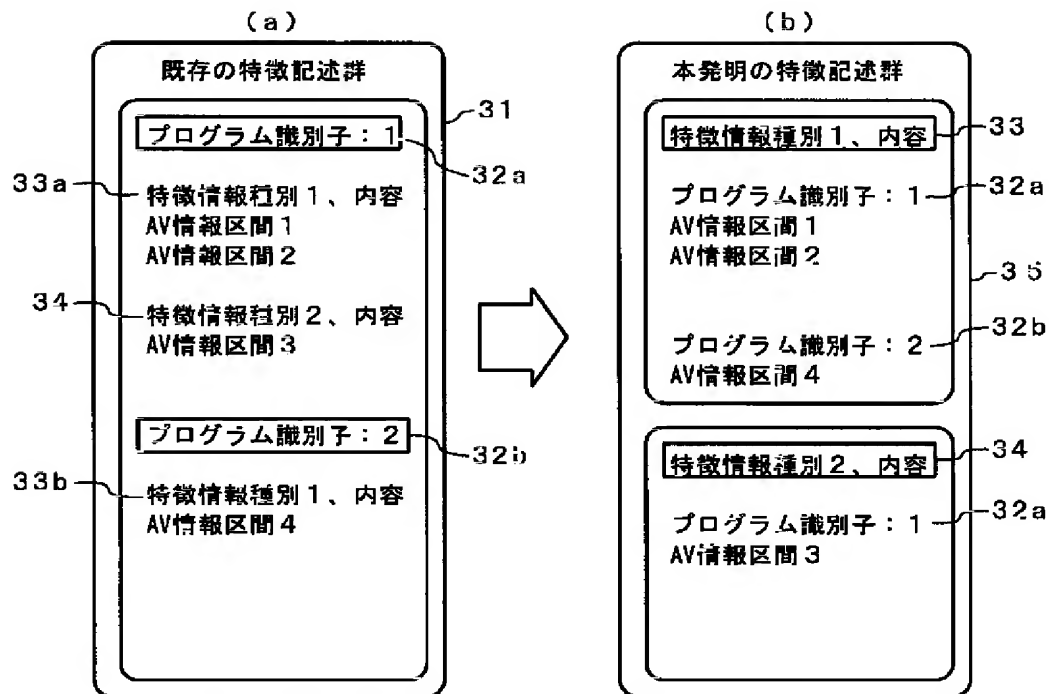 (a)
既存の特徴記述群
31
プログラム識別子：1
32a
33a
特徴情報種別1、内容
AV情報区間1
AV情報区間2
34
特徴情報種別2、内容
AV情報区間3
プログラム識別子：2
32b
33b
特徴情報種別1、内容
AV情報区間4
(b)
本発明の特徴記述群
特徴情報種別1、内容
33
プログラム識別子：1
32a
AV情報区間1
AV情報区間2
35
プログラム識別子：2
32b
AV情報区間4
特徴情報種別2、内容
34
プログラム識別子：1
32a
AV情報区間3